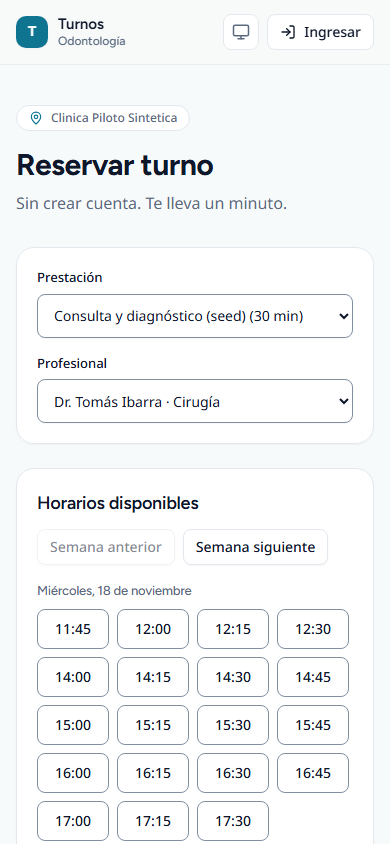 T
Turnos
Odontología
Ingresar
Clinica Piloto Sintetica
Reservar turno
Sin crear cuenta. Te lleva un minuto.
Prestación
Consulta y diagnóstico (seed) (30 min)
Profesional
Dr. Tomás Ibarra · Cirugía
Horarios disponibles
Semana anterior Semana siguiente
Miércoles, 18 de noviembre
11:45 12:00 12:15 12:30
14:00 14:15 14:30 14:45
15:00 15:15 15:30 15:45
16:00 16:15 16:30 16:45
17:00 17:15 17:30